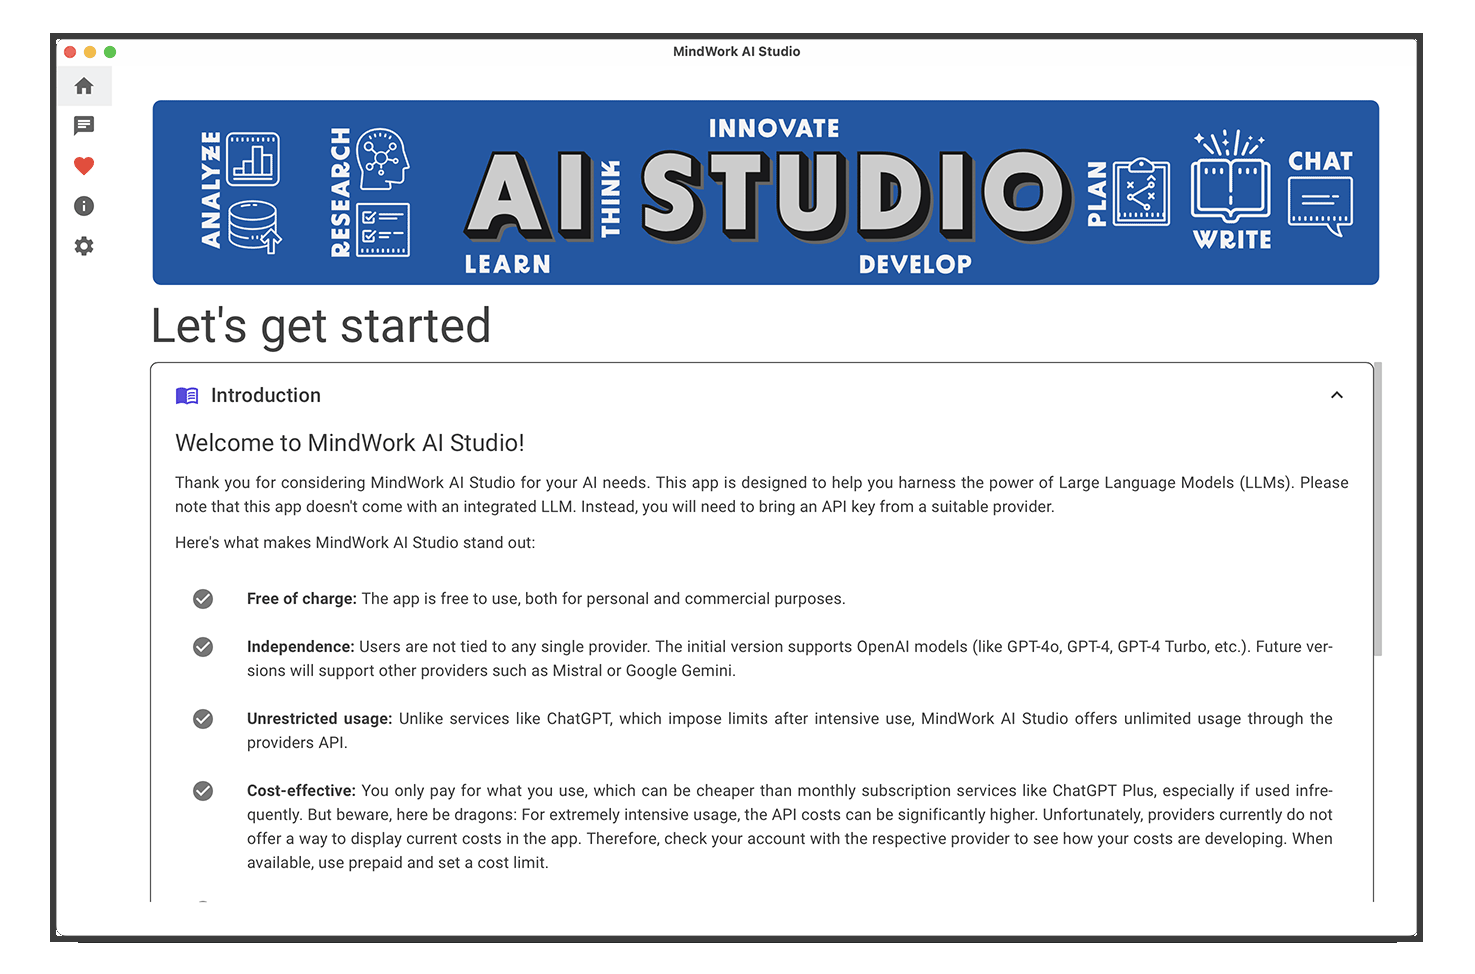 MindWork AI Studio
ANALYZE
RESEARCH
INNOVATE
AI STUDIO
THINK
LEARN
DEVELOP
PLAN
WRITE
CHAT
Let's get started
Introduction
Welcome to MindWork AI Studio!
Thank you for considering MindWork AI Studio for your AI needs. This app is designed to help you harness the power of Large Language Models (LLMs). Please
note that this app doesn't come with an integrated LLM. Instead, you will need to bring an API key from a suitable provider.
Here's what makes MindWork AI Studio stand out:
Free of charge: The app is free to use, both for personal and commercial purposes.
Independence: Users are not tied to any single provider. The initial version supports OpenAI models (like GPT-4o, GPT-4, GPT-4 Turbo, etc.). Future ver-
sions will support other providers such as Mistral or Google Gemini.
Unrestricted usage: Unlike services like ChatGPT, which impose limits after intensive use, MindWork AI Studio offers unlimited usage through the
providers API.
Cost-effective: You only pay for what you use, which can be cheaper than monthly subscription services like ChatGPT Plus, especially if used infre-
quently. But beware, here be dragons: For extremely intensive usage, the API costs can be significantly higher. Unfortunately, providers currently do not
offer a way to display current costs in the app. Therefore, check your account with the respective provider to see how your costs are developing. When
available, use prepaid and set a cost limit.